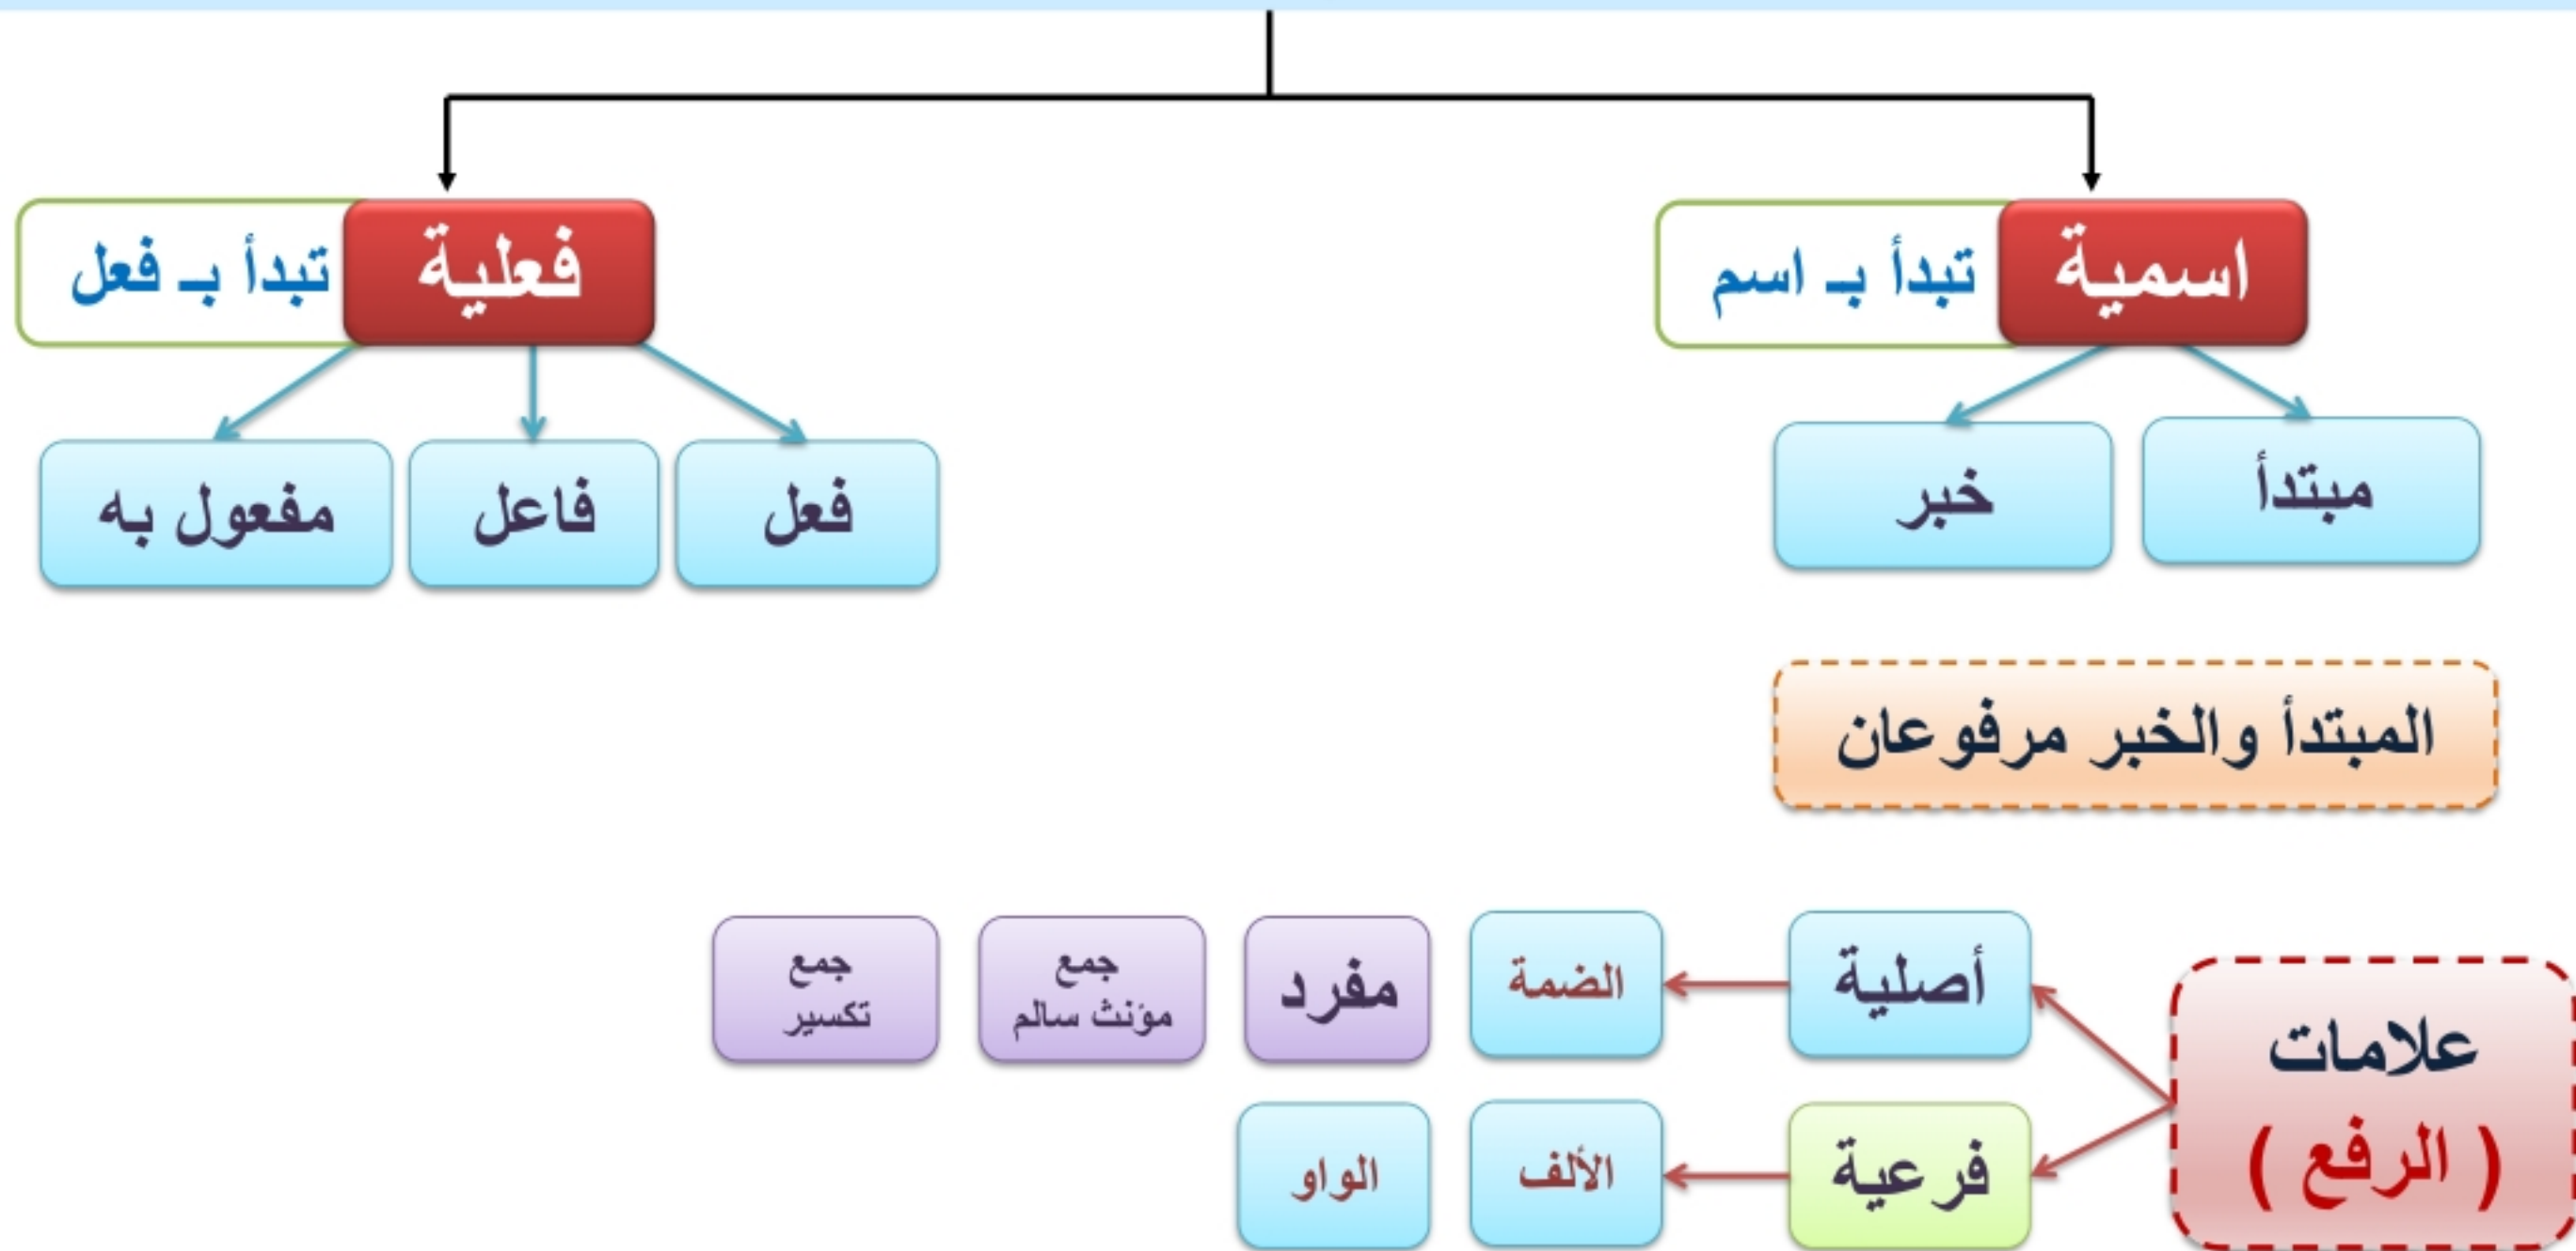 اسمية
تبدأ بـ اسم
فعلية
تبدأ بـ فعل
مبتدأ
خبر
فعل
فاعل
مفعول به
المبتدأ والخبر مرفوعان
علامات
( الرفع )
أصلية
الضمة
مفرد
جمع
مؤنث سالم
جمع
تكسير
فرعية
الألف
الواو